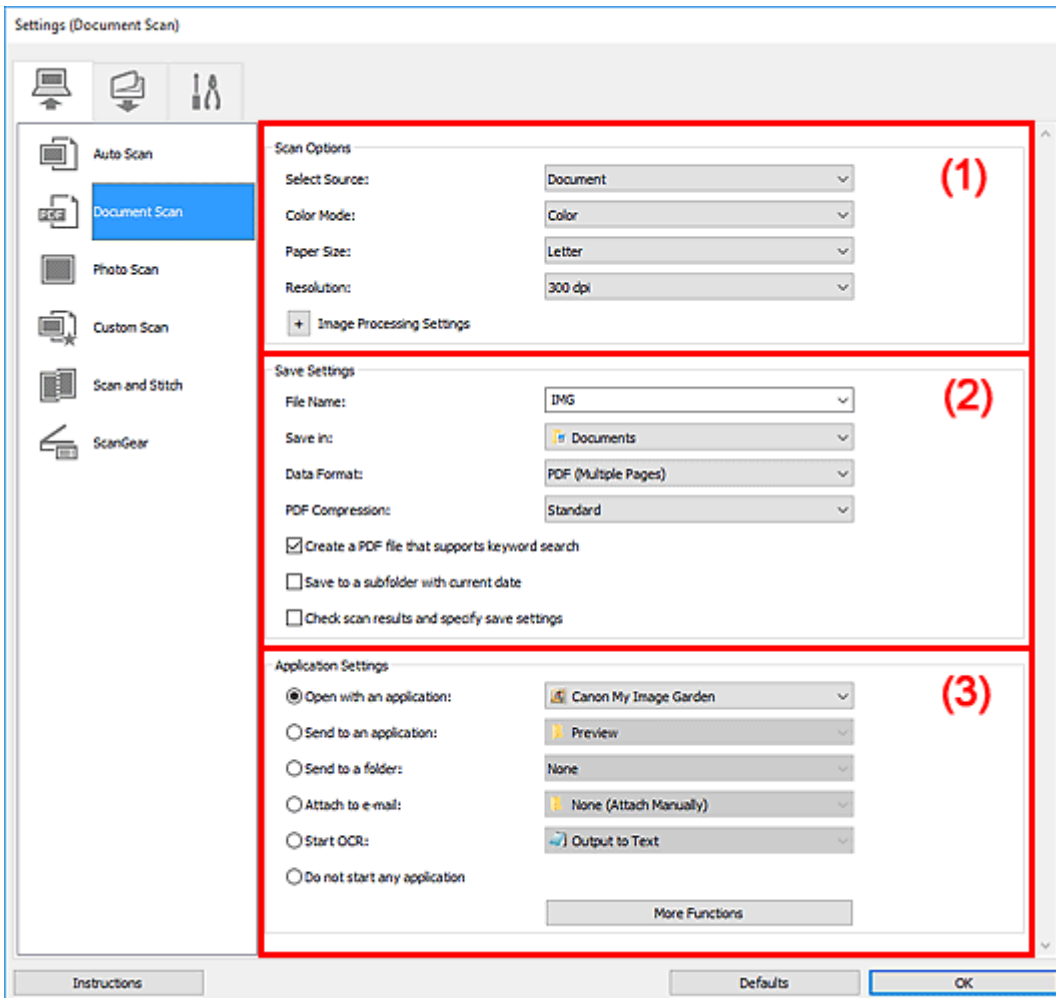 Settings (Document Scan)
Auto Scan
PDF
Document Scan
Photo Scan
Custom Scan
Scan and Stitch
ScanGear
Scan Options
(1)
Select Source: Document
Color Mode: Color
Paper Size: Letter
Resolution: 300 dpi
+ Image Processing Settings
Save Settings
(2)
File Name: IMG
Save in: Documents
Data Format: PDF (Multiple Pages)
PDF Compression: Standard
Create a PDF file that supports keyword search
Save to a subfolder with current date
Check scan results and specify save settings
Application Settings
(3)
Open with an application: Canon My Image Garden
Send to an application: Preview
Send to a folder: None
Attach to e-mail: None (Attach Manually)
Start OCR: Output to Text
Do not start any application
More Functions
Instructions Defaults OK